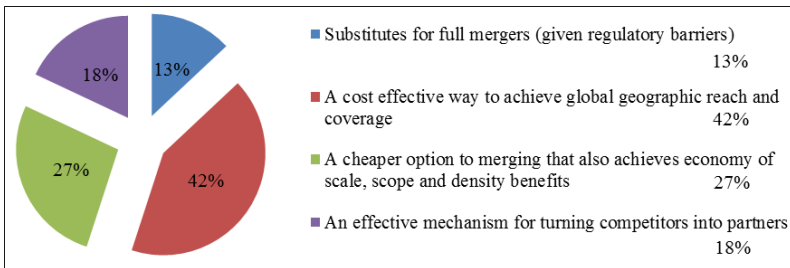 18%
13%
27%
42%
Substitutes for full mergers (given regulatory barriers)
13%
A cost effective way to achieve global geographic reach and
coverage 42%
A cheaper option to merging that also achieves economy of
scale, scope and density benefits 27%
An effective mechanism for turning competitors into partners
18%